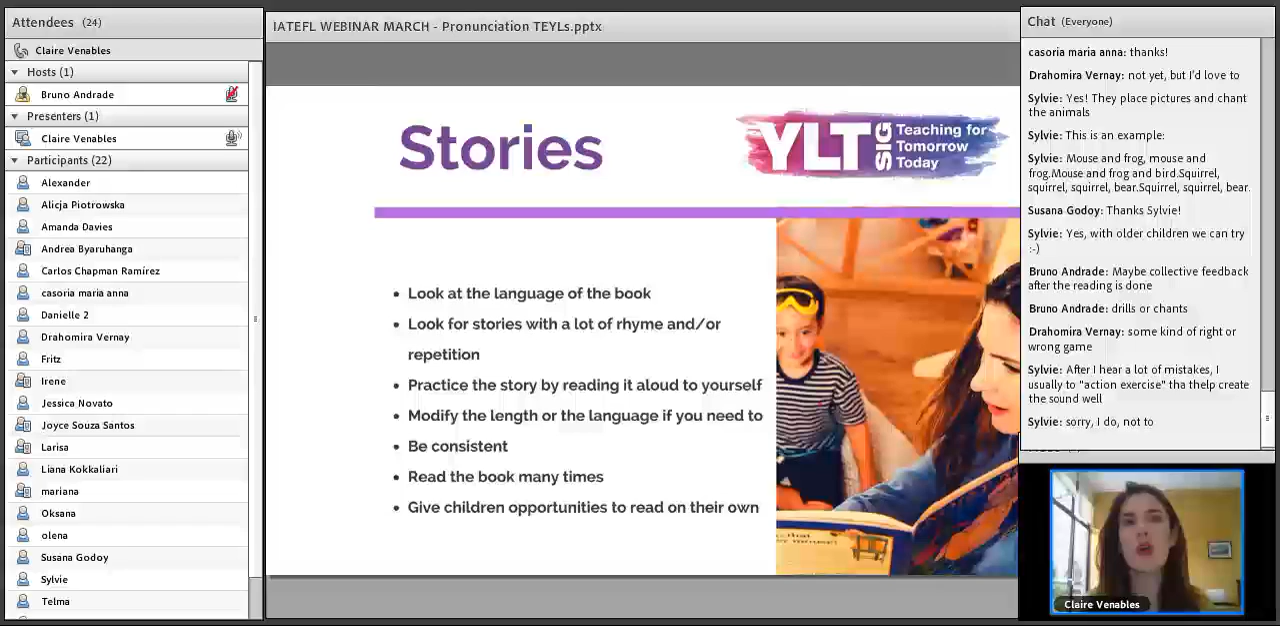 Attendees (24)
Claire Venables
Hosts (1)
Bruno Andrade
Presenters (1)
Claire Venables
Participants (22)
Alexander
Alicja Piotrowska
Amanda Davies
Andrea Byaruhanga
Carlos Chapman Ramírez
casoria maria anna
Danielle 2
Drahomira Vernay
Fritz
Irene
Jessica Novato
Joyce Souza Santos
Larisa
Liana Kokkaliari
mariana
Oksana
olena
Susana Godoy
Sylvie
Telma
IATEFL WEBINAR MARCH - Pronunciation TEYLs.pptx
Stories
YLT SIG
Teaching for
Tomorrow
Today
• Look at the language of the book
• Look for stories with a lot of rhyme and/or
repetition
• Practice the story by reading it aloud to yourself
• Modify the length or the language if you need to
• Be consistent
• Read the book many times
• Give children opportunities to read on their own
Chat (Everyone)
casoria maria anna: thanks!
Drahomira Vernay: not yet, but I'd love to
Sylvie: Yes! They place pictures and chant
the animals
Sylvie: This is an example:
Sylvie: Mouse and frog, mouse and
frog.Mouse and frog and bird.Squirrel,
squirrel, squirrel, bear.Squirrel, squirrel, bear.
Susana Godoy: Thanks Sylvie!
Sylvie: Yes, with older children we can try
:-)
Bruno Andrade: Maybe collective feedback
after the reading is done
Bruno Andrade: drills or chants
Drahomira Vernay: some kind of right or
wrong game
Sylvie: After I hear a lot of mistakes, I
usually to "action exercise" tha thelp create
the sound well
Sylvie: sorry, I do, not to
Claire Venables